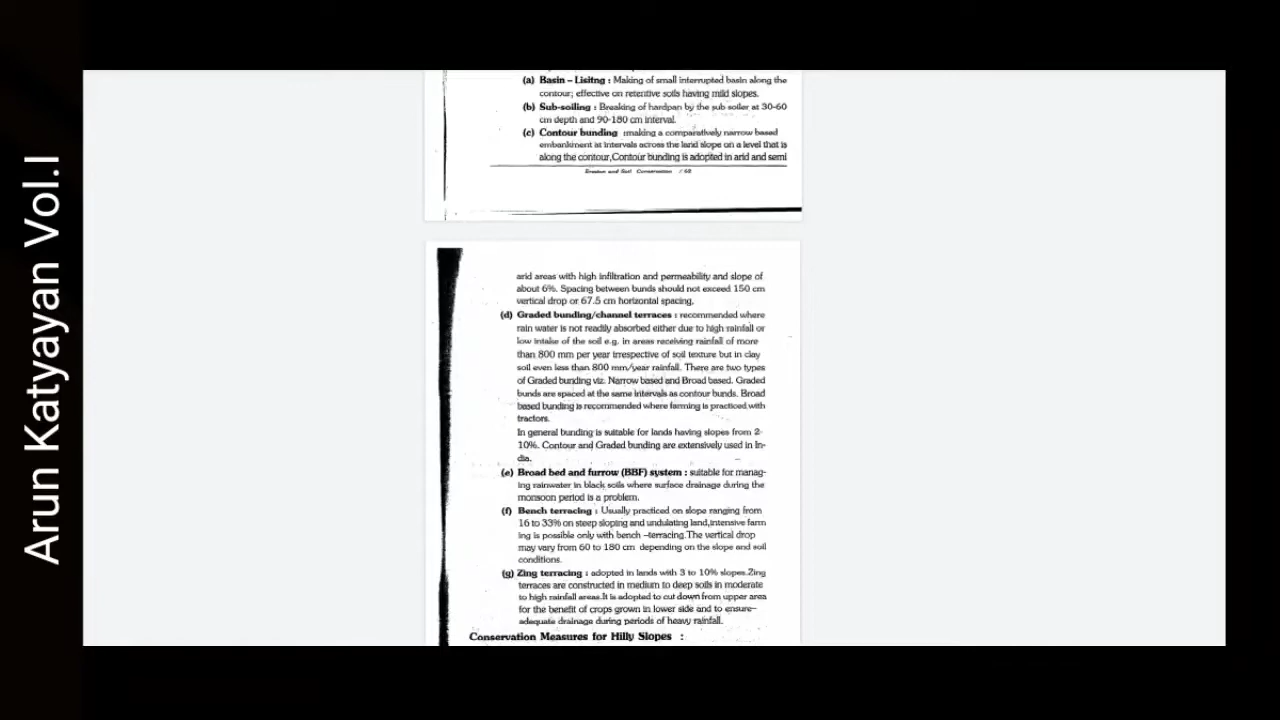 Arun Katyayan Vol.I
(a) Basin – Lisitng : Making of small interrupted basin along the
contour; effective on retentive soils having mild slopes.
(b) Sub-soiling : Breaking of hardpan by the sub soiler at 30-60
cm depth and 90-180 cm interval.
(c) Contour bunding :making a comparatively narrow based
embankment at intervals across the land slope on a level that is
along the contour,Contour bunding is adopted in arid and semi
Erosion and Soil Conservation / 68
arid areas with high infiltration and permeability and slope of
about 6%. Spacing between bunds should not exceed 150 cm
vertical drop or 67.5 cm horizontal spacing.
(d) Graded bunding/channel terraces : recommended where
rain water is not readily absorbed either due to high rainfall or
low intake of the soil e.g. in areas receiving rainfall of more
than 800 mm per year irrespective of soil texture but in clay
soil even less than 800 mm/year rainfall. There are two types
of Graded bunding viz. Narrow based and Broad based. Graded
bunds are spaced at the same intervals as contour bunds. Broad
based bunding is recommended where farming is practiced with
tractors.
In general bunding is suitable for lands having slopes from 2-
10%. Contour and Graded bunding are extensively used in In-
dia.
(e) Broad bed and furrow (BBF) system : suitable for manag-
ing rainwater in black soils where surface drainage during the
monsoon period is a problem.
(f) Bench terracing : Usually practiced on slope ranging from
16 to 33% on steep sloping and undulating land,intensive farm
ing is possible only with bench –terracing.The vertical drop
may vary from 60 to 180 cm depending on the slope and soil
conditions.
(g) Zing terracing : adopted in lands with 3 to 10% slopes.Zing
terraces are constructed in medium to deep soils in moderate
to high rainfall areas.It is adopted to cut down from upper area
for the benefit of crops grown in lower side and to ensure–
adequate drainage during periods of heavy rainfall.
Conservation Measures for Hilly Slopes :